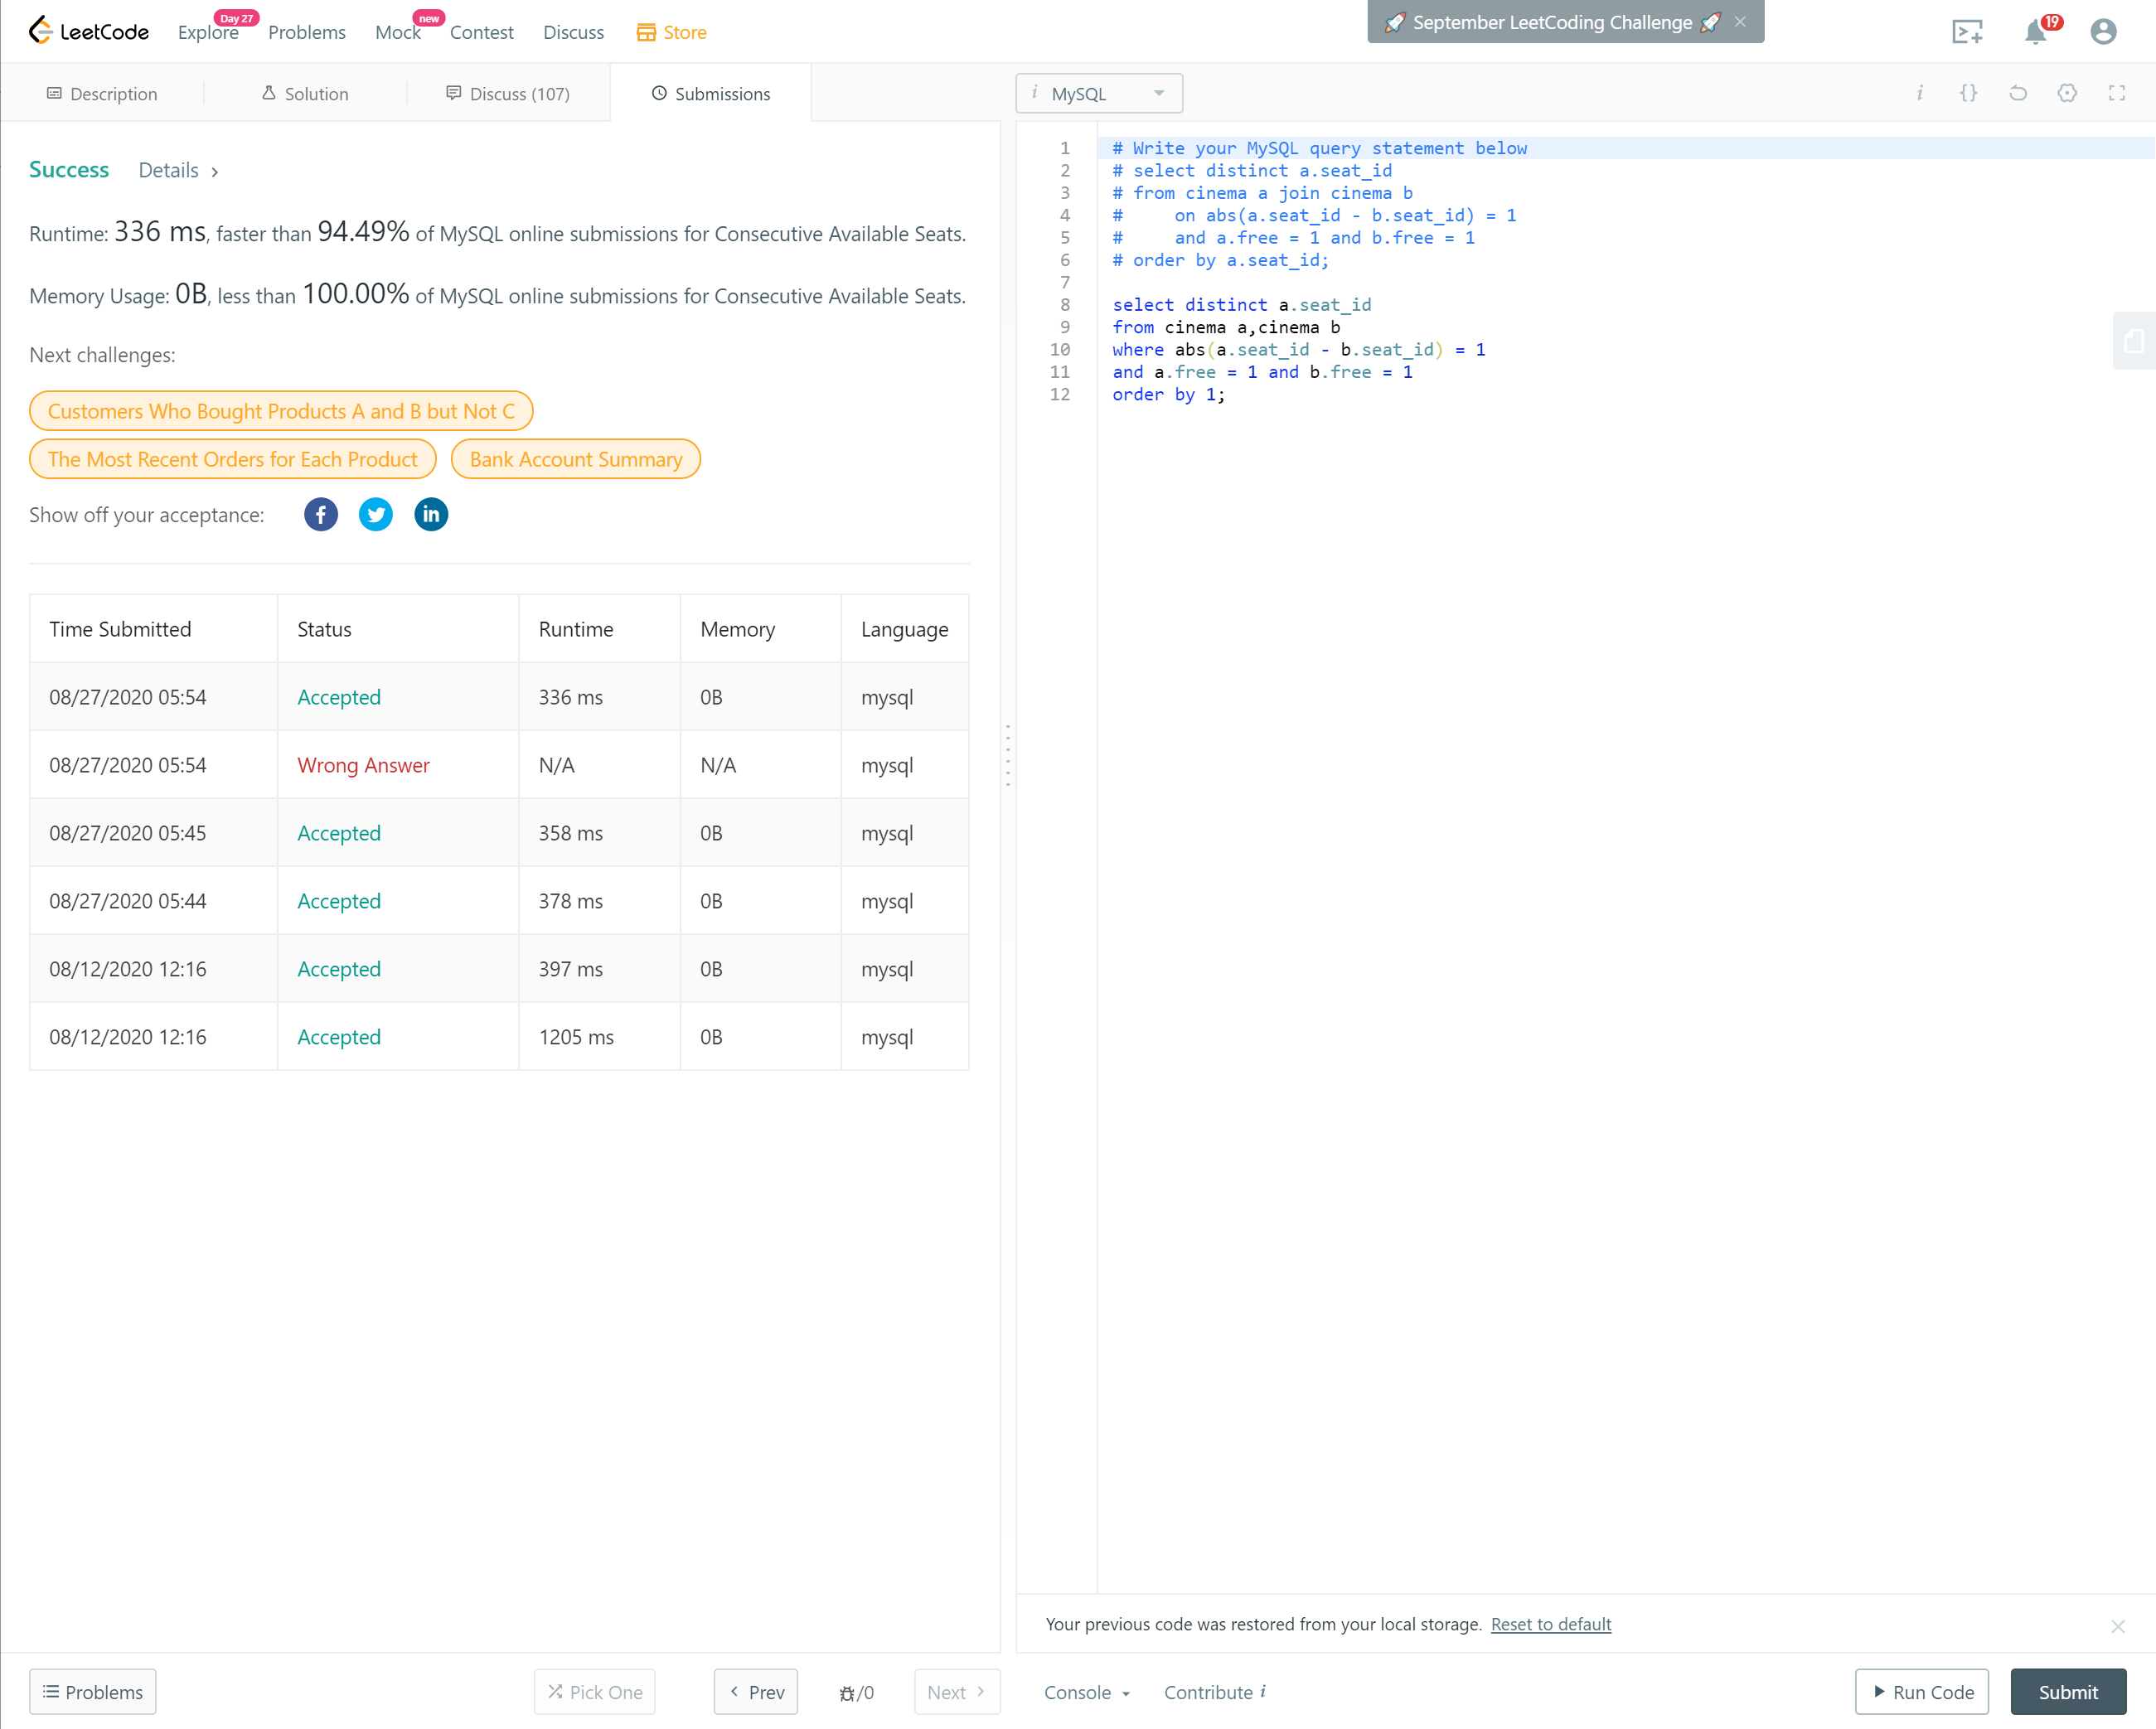 LeetCode
Explore
Day 27
Problems
Mock
new
Contest
Discuss
Store
🚀 September LeetCoding Challenge 🚀
19
Description
Solution
Discuss (107)
Submissions
i MySQL
Success
Details
Runtime: 336 ms, faster than 94.49% of MySQL online submissions for Consecutive Available Seats.
Memory Usage: 0B, less than 100.00% of MySQL online submissions for Consecutive Available Seats.
Next challenges:
Customers Who Bought Products A and B but Not C
The Most Recent Orders for Each Product
Bank Account Summary
Show off your acceptance:
Time Submitted Status Runtime Memory Language
08/27/2020 05:54 Accepted 336 ms 0B mysql
08/27/2020 05:54 Wrong Answer N/A N/A mysql
08/27/2020 05:45 Accepted 358 ms 0B mysql
08/27/2020 05:44 Accepted 378 ms 0B mysql
08/12/2020 12:16 Accepted 397 ms 0B mysql
08/12/2020 12:16 Accepted 1205 ms 0B mysql
1 # Write your MySQL query statement below
2 # select distinct a.seat_id
3 # from cinema a join cinema b
4 #     on abs(a.seat_id - b.seat_id) = 1
5 #     and a.free = 1 and b.free = 1
6 # order by a.seat_id;
7
8 select distinct a.seat_id
9 from cinema a,cinema b
10 where abs(a.seat_id - b.seat_id) = 1
11 and a.free = 1 and b.free = 1
12 order by 1;
Your previous code was restored from your local storage. Reset to default
Problems
Pick One
Prev
/0
Next
Console
Contribute i
Run Code
Submit